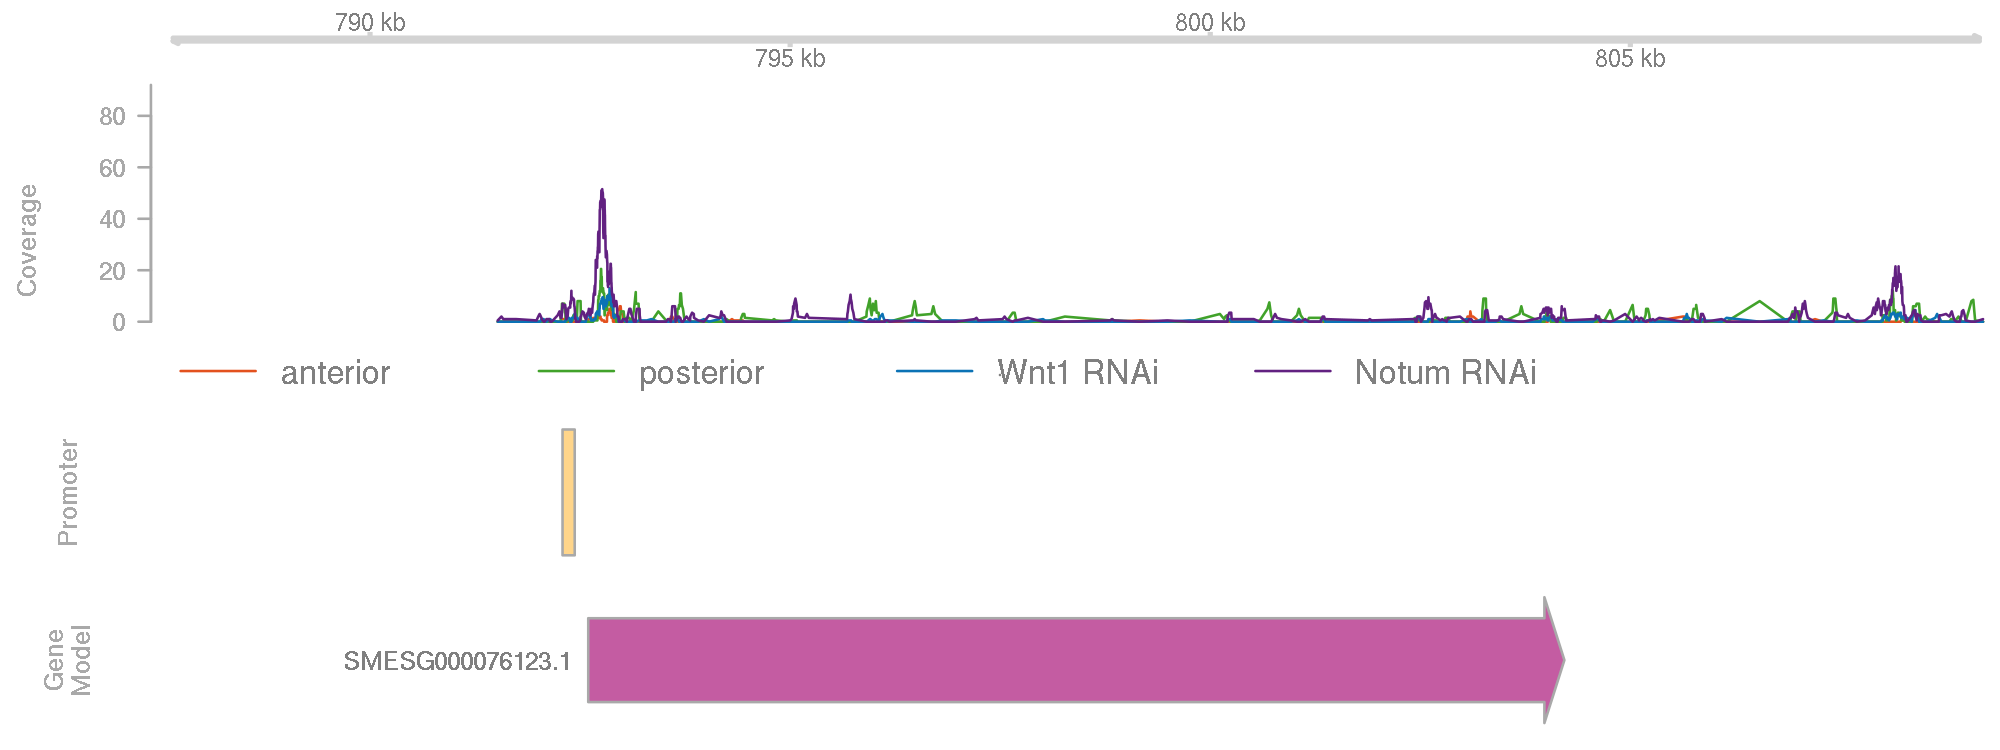 790 kb
800 kb
795 kb
805 kb
Coverage
80
60
40
20
0
anterior
posterior
Wnt1 RNAi
Notum RNAi
Promoter
Gene
Model
SMESG000076123.1